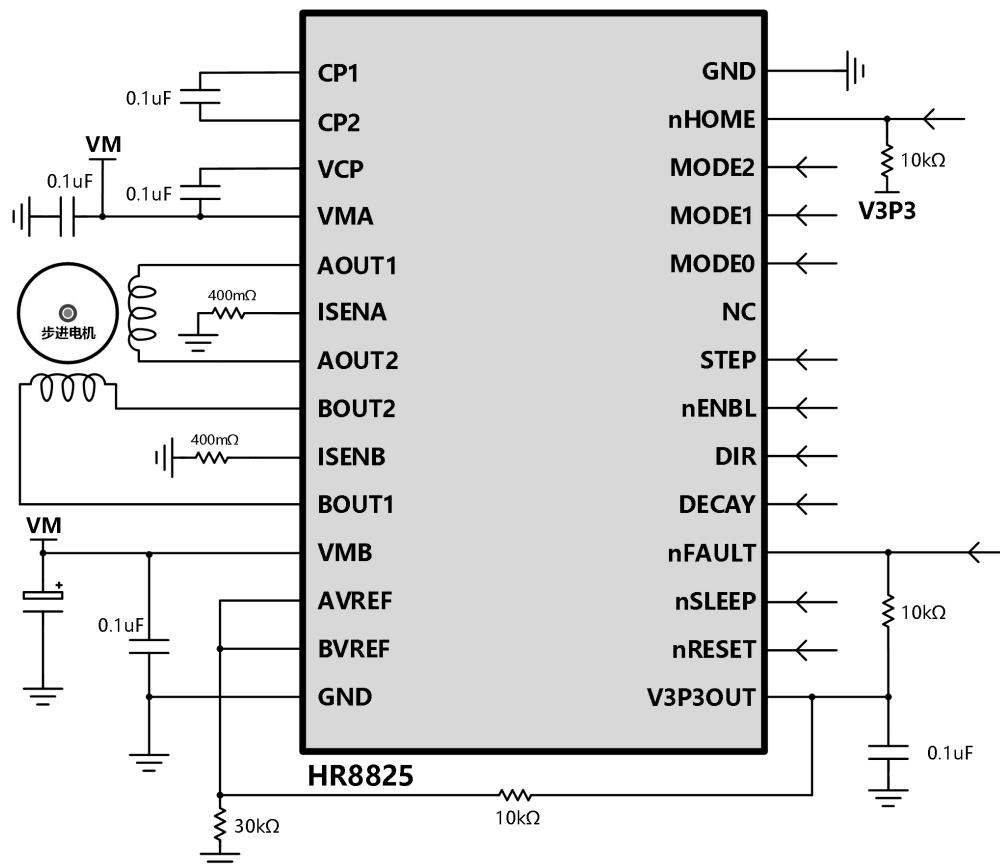 CP1
GND
0.1uF
CP2
nHOME
VM
10kΩ
0.1uF
VCP
MODE2
0.1uF
VMA
MODE1
V3P3
AOUT1
MODE0
400mΩ
ISENA
NC
步进电机
AOUT2
STEP
BOUT2
nENBL
400mΩ
ISENB
DIR
BOUT1
DECAY
VM
VMB
nFAULT
+
AVREF
nSLEEP
10kΩ
0.1uF
BVREF
nRESET
GND
V3P3OUT
0.1uF
HR8825
30kΩ
10kΩ